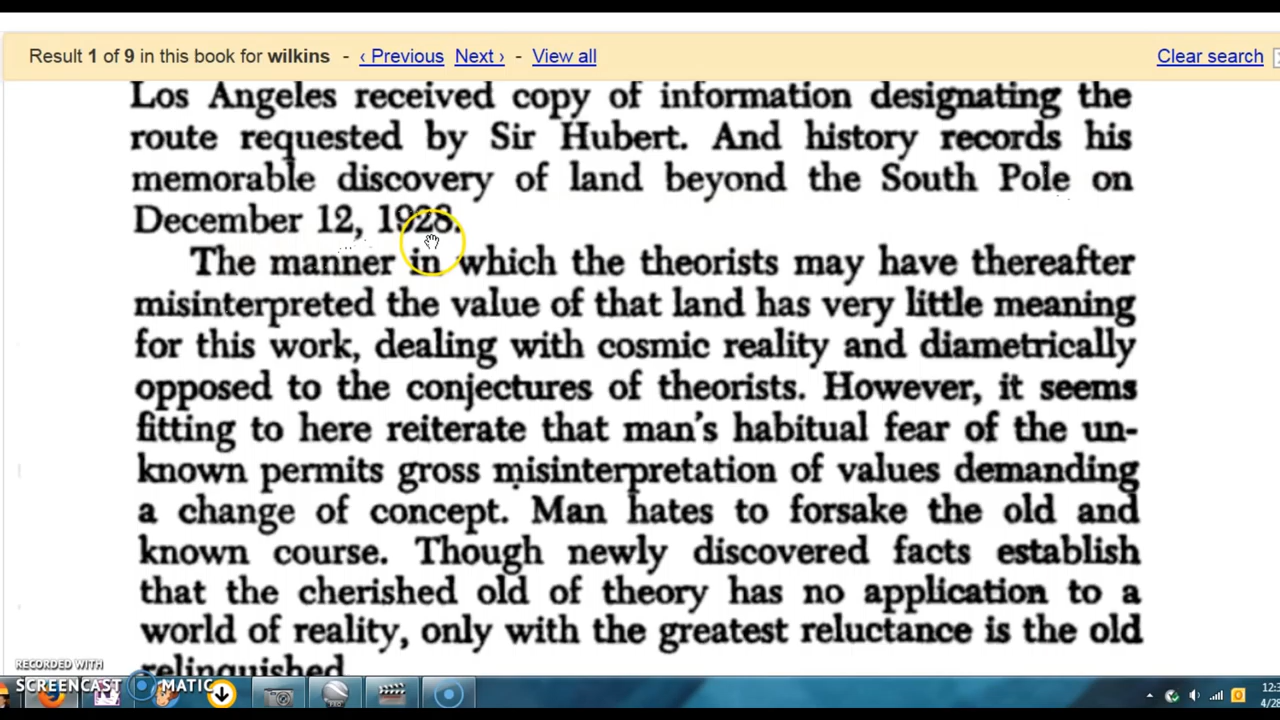 Result 1 of 9 in this book for wilkins - ‹ Previous Next › - View all Clear search
Los Angeles received copy of information designating the
route requested by Sir Hubert. And history records his
memorable discovery of land beyond the South Pole on
December 12, 1928.
The manner in which the theorists may have thereafter
misinterpreted the value of that land has very little meaning
for this work, dealing with cosmic reality and diametrically
opposed to the conjectures of theorists. However, it seems
fitting to here reiterate that man's habitual fear of the un-
known permits gross misinterpretation of values demanding
a change of concept. Man hates to forsake the old and
known course. Though newly discovered facts establish
that the cherished old of theory has no application to a
world of reality, only with the greatest reluctance is the old
relinquished.
RECORDED WITH
SCREENCAST MATIC
12:3
4/28